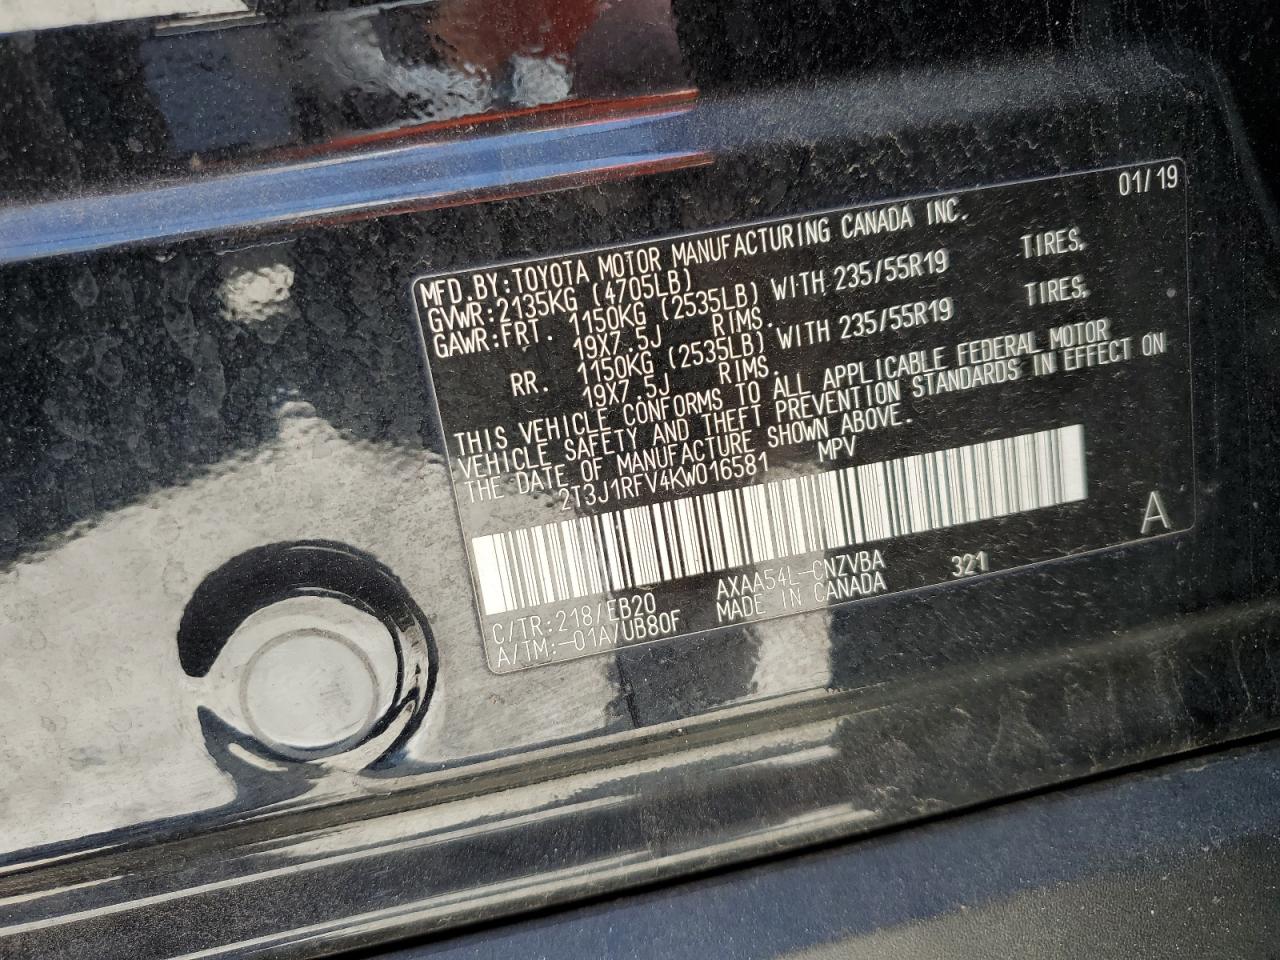 01/19
MFD.BY:TOYOTA MOTOR MANUFACTURING CANADA INC.
GVWR:2135KG (4705LB)
GAWR:FRT. 1150KG (2535LB) WITH 235/55R19 TIRES,
19X7.5J RIMS.
RR. 1150KG (2535LB) WITH 235/55R19 TIRES,
19X7.5J RIMS.
THIS VEHICLE CONFORMS TO ALL APPLICABLE FEDERAL MOTOR
VEHICLE SAFETY AND THEFT PREVENTION STANDARDS IN EFFECT ON
THE DATE OF MANUFACTURE SHOWN ABOVE.
2T3J1RFV4KW016581 MPV
A
C/TR:218/EB20 AXAA54L-CNZVBA 321
A/TM:-01A/UB80F MADE IN CANADA